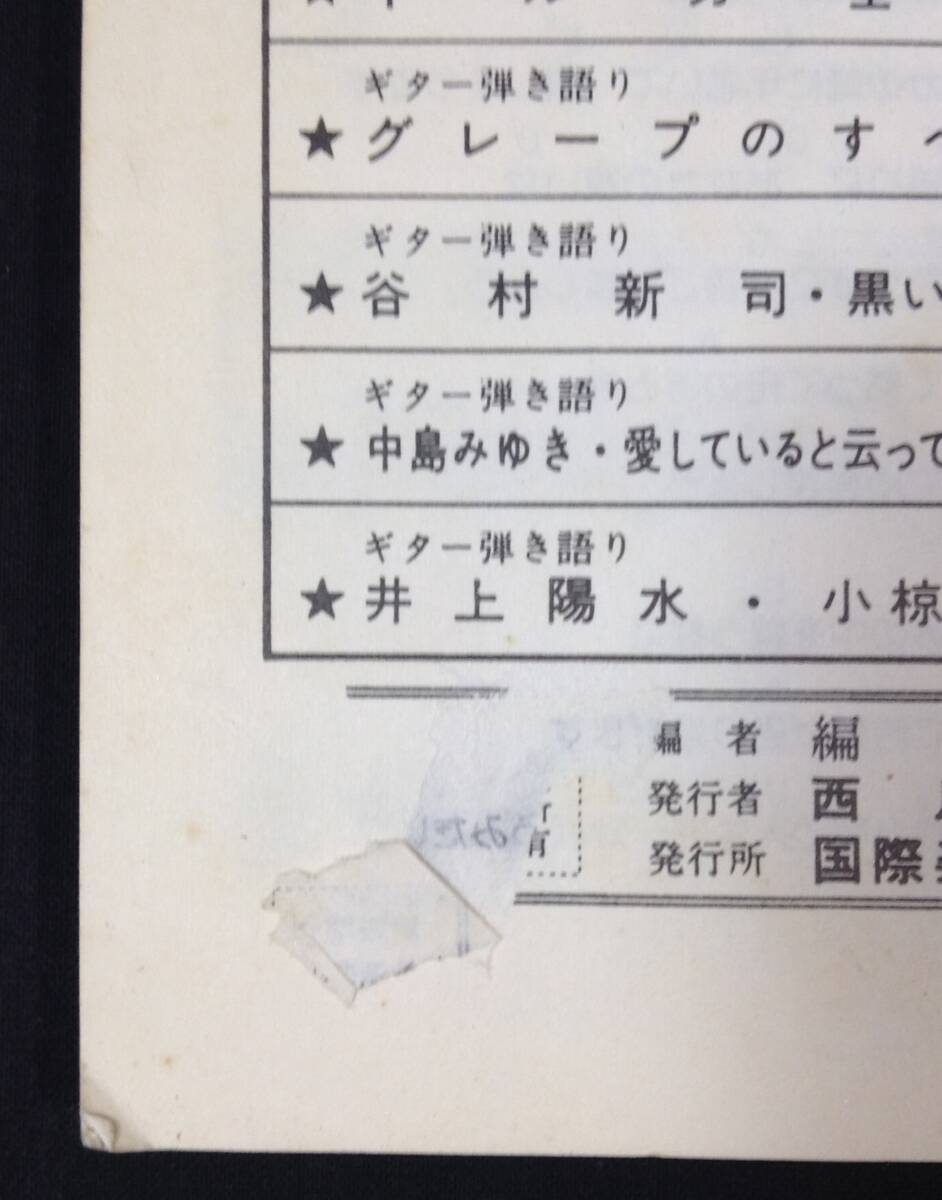 ギター弾き語り
★グレープのす
ギター弾き語り
★谷村新司・黒い
ギター弾き語り
★中島みゆき・愛していると云って
ギター弾き語り
★井上陽水・小椋
編者 編
発行者 西
発行所 国際